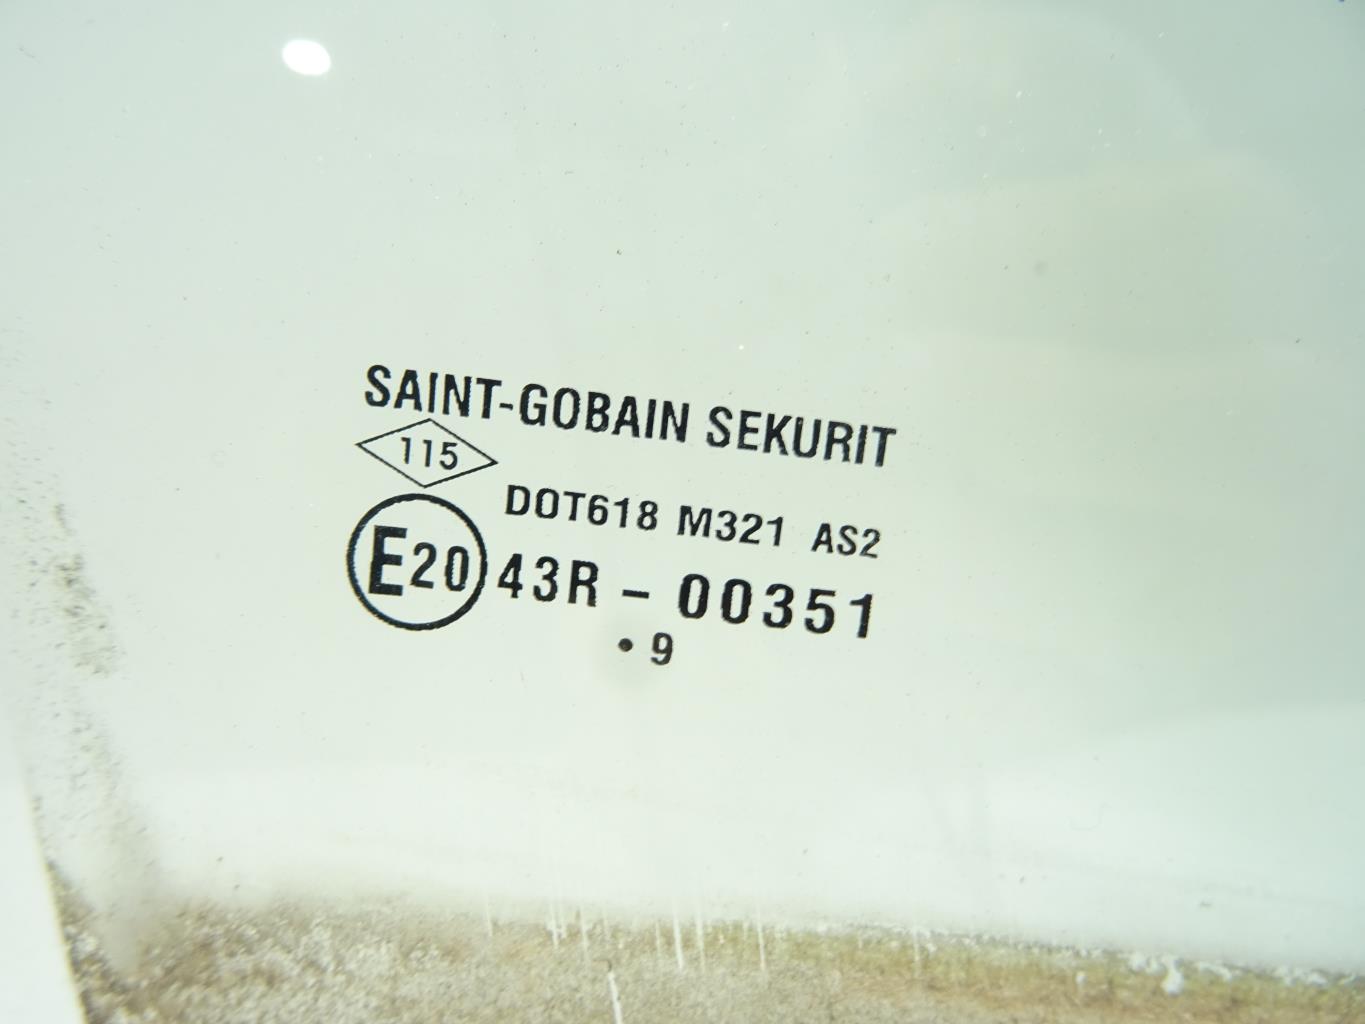 SAINT-GOBAIN SEKURIT
115
DOT618 M321 AS2
E20 43R - 00351
• 9